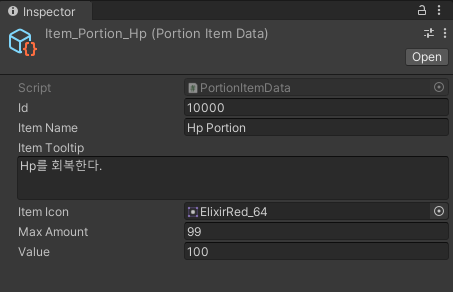 Inspector
Item_Portion_Hp (Portion Item Data)
Open
Script PortionItemData
Id 10000
Item Name Hp Portion
Item Tooltip
Hp를 회복한다.
Item Icon ElixirRed_64
Max Amount 99
Value 100